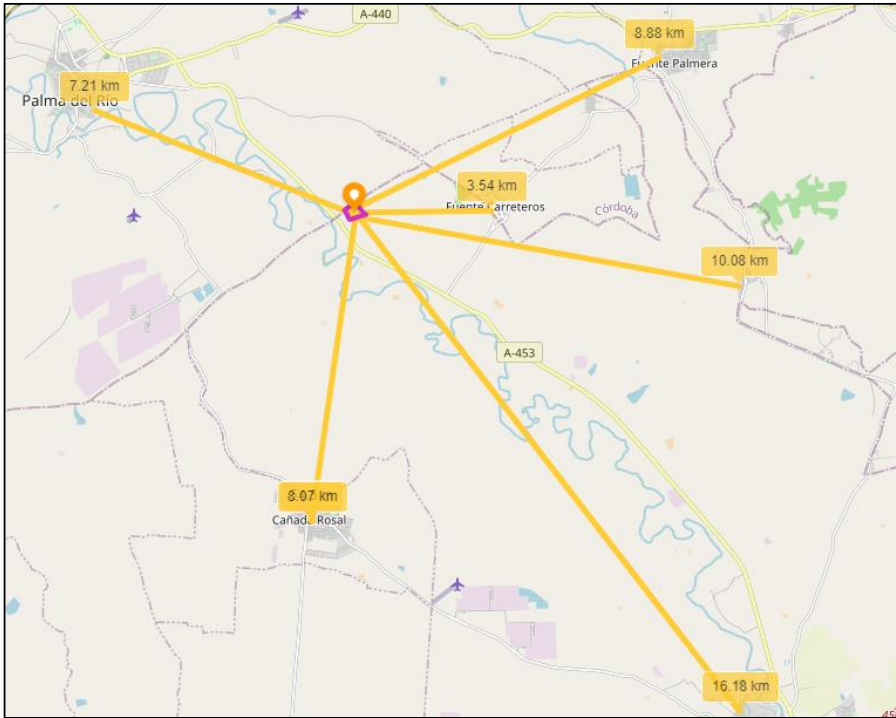 A-440
8.88 km
Fuente Palmera
7.21 km
Palma del Río
3.54 km
Fuente Carreteros
Córdoba
10.08 km
A-453
8.07 km
Cañada Rosal
16.18 km